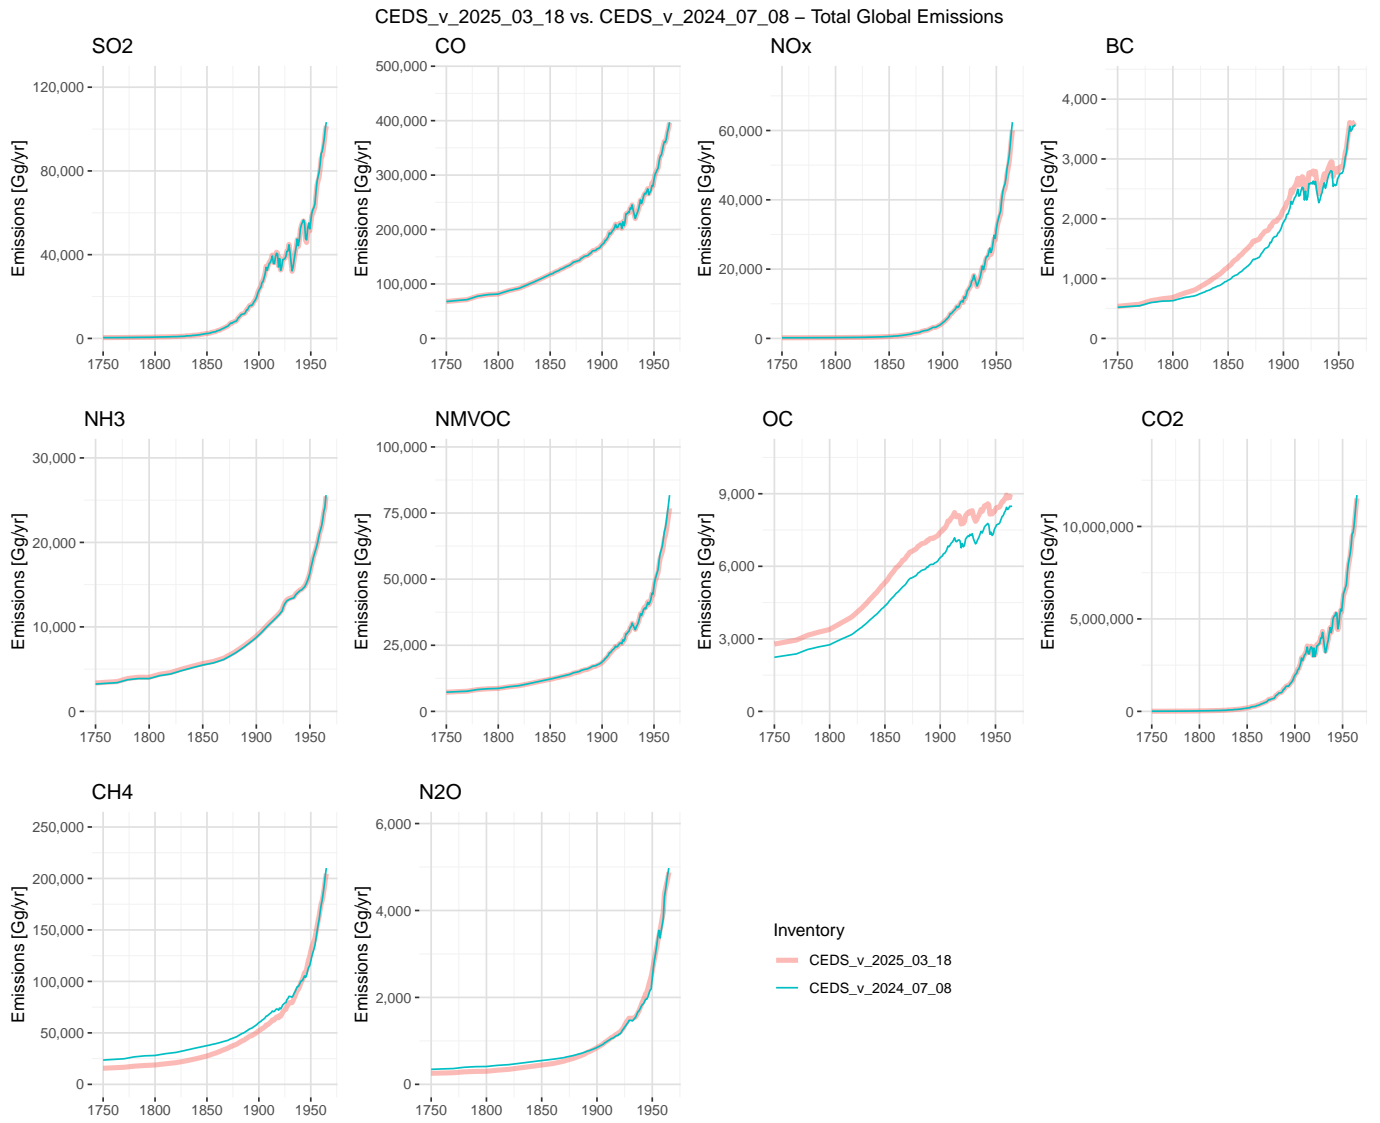 CEDS_v_2025_03_18 vs. CEDS_v_2024_07_08 – Total Global Emissions
SO2
Emissions [Gg/yr]
120,000
80,000
40,000
0
1750 1800 1850 1900 1950
CO
Emissions [Gg/yr]
500,000
400,000
300,000
200,000
100,000
0
1750 1800 1850 1900 1950
NOx
Emissions [Gg/yr]
60,000
40,000
20,000
0
1750 1800 1850 1900 1950
BC
Emissions [Gg/yr]
4,000
3,000
2,000
1,000
0
1750 1800 1850 1900 1950
NH3
Emissions [Gg/yr]
30,000
20,000
10,000
0
1750 1800 1850 1900 1950
NMVOC
Emissions [Gg/yr]
100,000
75,000
50,000
25,000
0
1750 1800 1850 1900 1950
OC
Emissions [Gg/yr]
9,000
6,000
3,000
0
1750 1800 1850 1900 1950
CO2
Emissions [Gg/yr]
10,000,000
5,000,000
0
1750 1800 1850 1900 1950
CH4
Emissions [Gg/yr]
250,000
200,000
150,000
100,000
50,000
0
1750 1800 1850 1900 1950
N2O
Emissions [Gg/yr]
6,000
4,000
2,000
0
1750 1800 1850 1900 1950
Inventory
CEDS_v_2025_03_18
CEDS_v_2024_07_08